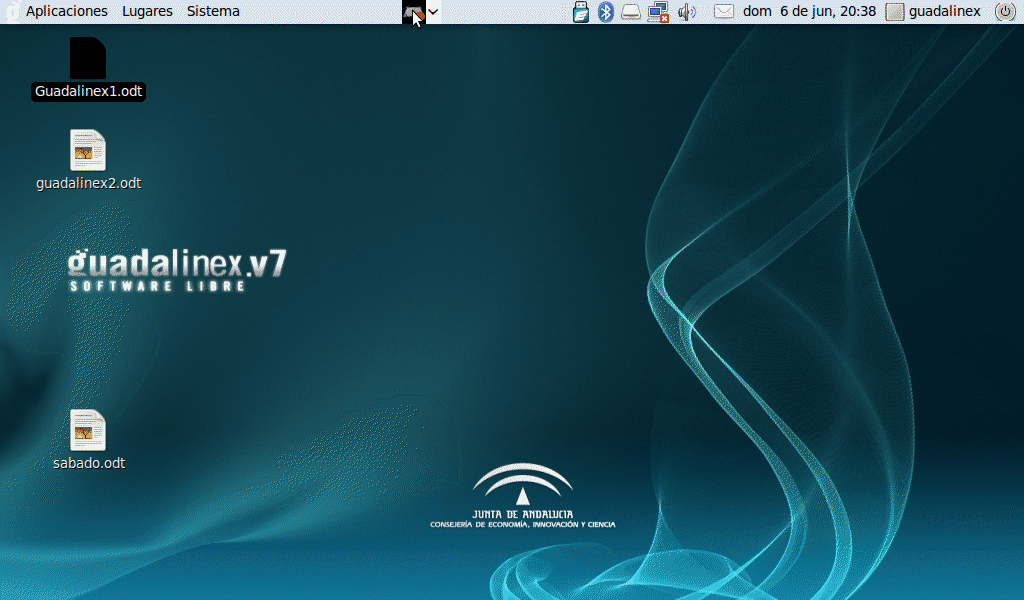 Aplicaciones Lugares Sistema dom 6 de jun, 20:38 guadalinex
Guadalinex1.odt
guadalinex2.odt
guadalinex.v7
SOFTWARE LIBRE
sabado.odt
JUNTA DE ANDALUCIA
CONSEJERÍA DE ECONOMÍA, INNOVACIÓN Y CIENCIA